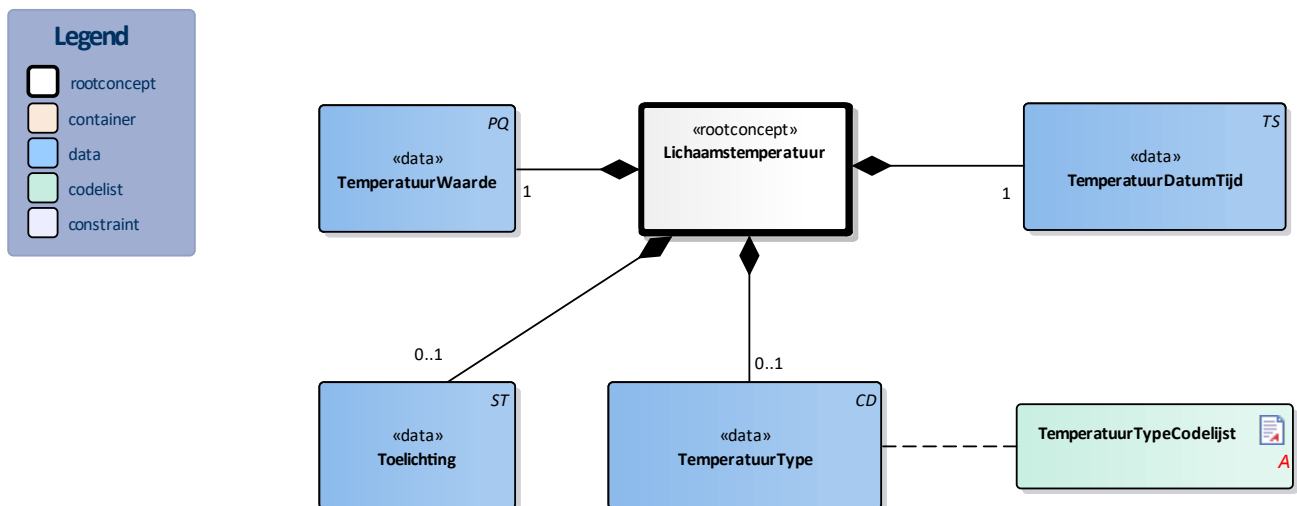 Legend
rootconcept
container
data
codelist
constraint
PQ
«data»
TemperatuurWaarde
1
«rootconcept»
Lichaamstemperatuur
TS
«data»
TemperatuurDatumTijd
1
0..1
0..1
ST
«data»
Toelichting
CD
«data»
TemperatuurType
TemperatuurTypeCodelijst
A